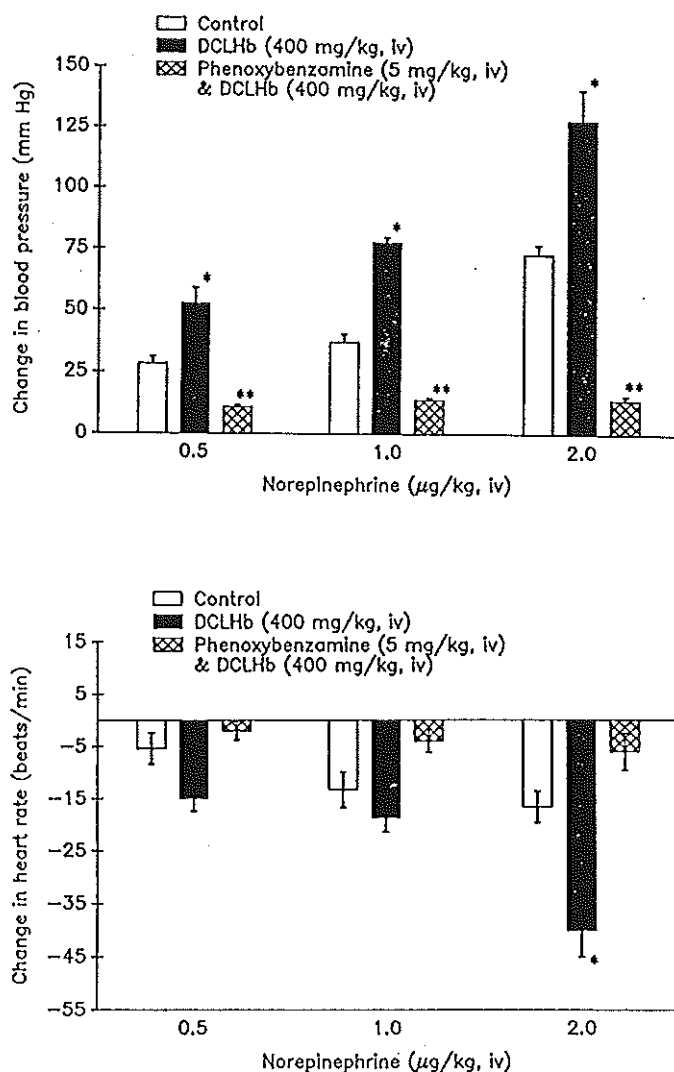 Control
DCLHb (400 mg/kg, iv)
Phenoxybenzamine (5 mg/kg, iv)
& DCLHb (400 mg/kg, iv)
Change in blood pressure (mm Hg)
150
125
100
75
50
25
0
*
**
*
**
*
**
0.5
1.0
2.0
Norepinephrine (μg/kg, iv)
Control
DCLHb (400 mg/kg, iv)
Phenoxybenzamine (5 mg/kg, iv)
& DCLHb (400 mg/kg, iv)
Change in heart rate (beats/min)
15
5
−5
−15
−25
−35
−45
−55
*
0.5
1.0
2.0
Norepinephrine (μg/kg, iv)